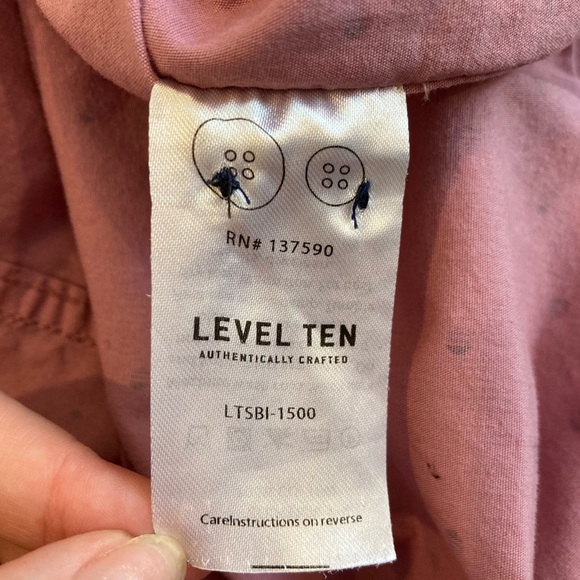 RN# 137590
LEVEL TEN
AUTHENTICALLY CRAFTED
LTSBI-1500
CareInstructions on reverse